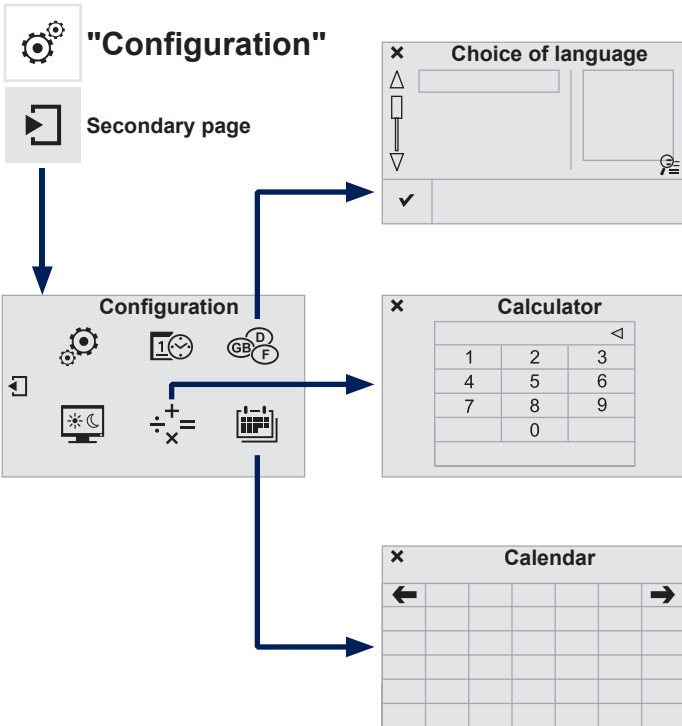 "Configuration"
Secondary page
Choice of language
Configuration
1
GB D F
Calculator
1 2 3
4 5 6
7 8 9
0
Calendar